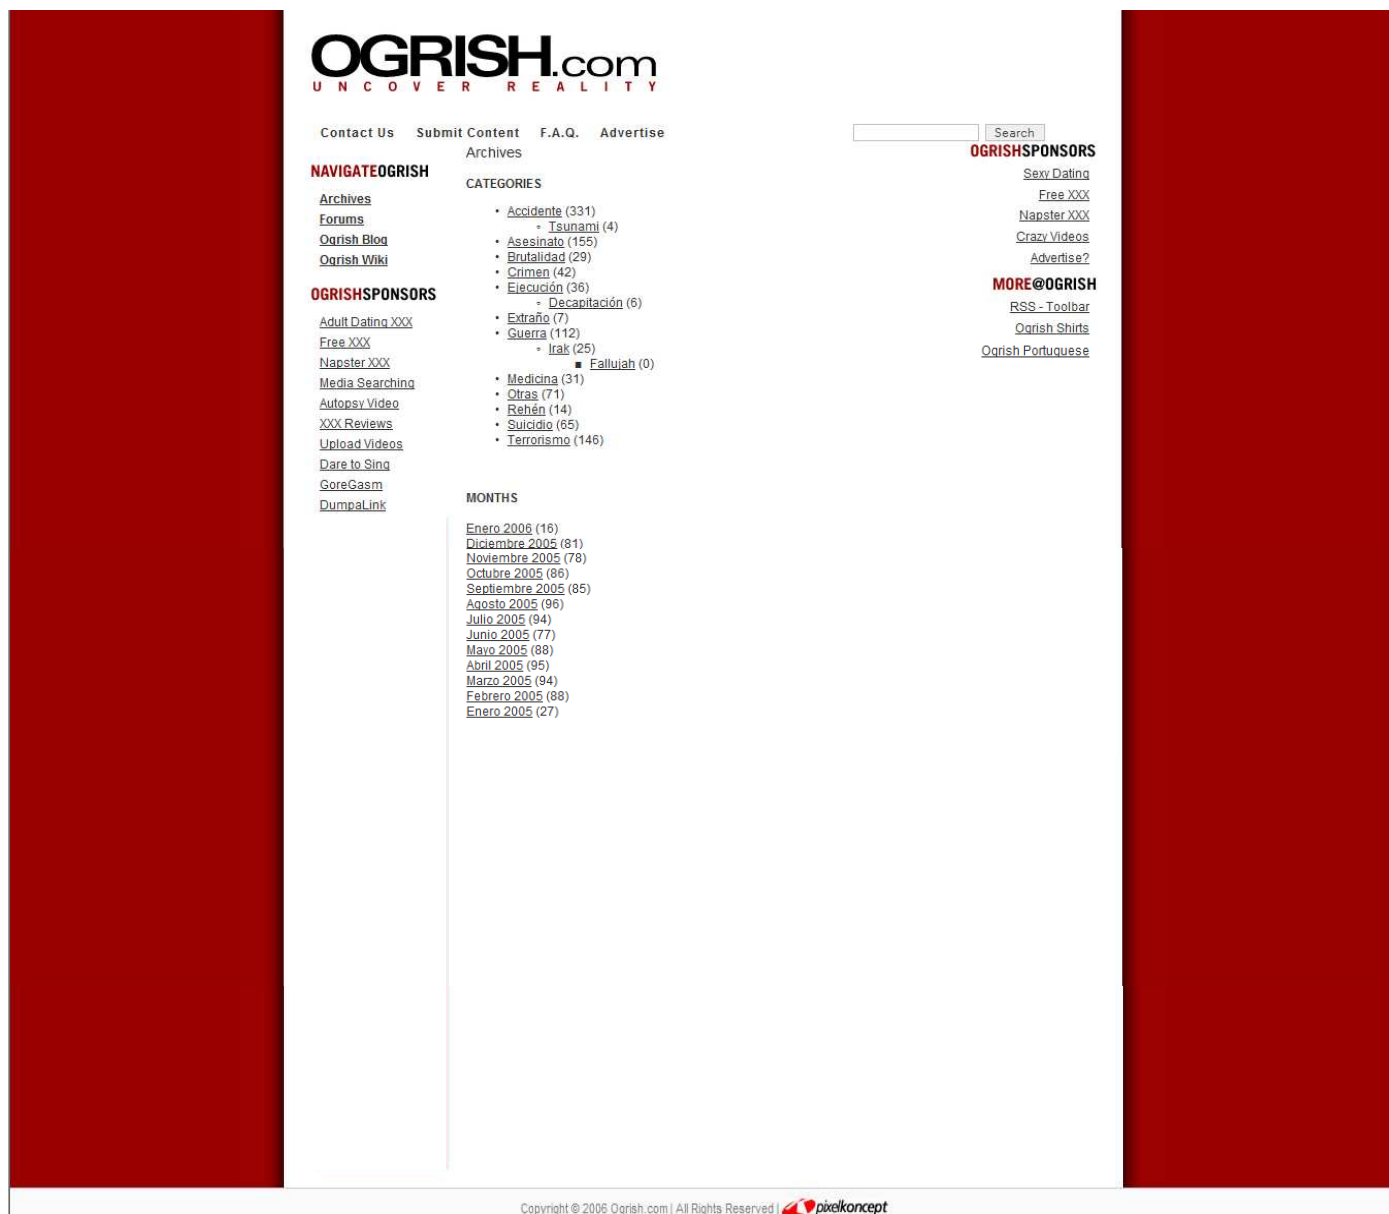 OGRISH.com
UNCOVER REALITY
Contact Us Submit Content F.A.Q. Advertise
Search
NAVIGATEOGRISH
Archives
Forums
Ogrish Blog
Ogrish Wiki
OGRISHSPONSORS
Adult Dating XXX
Free XXX
Napster XXX
Media Searching
Autopsy Video
XXX Reviews
Upload Videos
Dare to Sing
GoreGasm
DumpaLink
Archives
CATEGORIES
• Accidente (331)
◦ Tsunami (4)
• Asesinato (155)
• Brutalidad (29)
• Crimen (42)
• Ejecución (36)
◦ Decapitación (6)
• Extraño (7)
• Guerra (112)
◦ Irak (25)
▪ Fallujah (0)
• Medicina (31)
• Otras (71)
• Rehén (14)
• Suicidio (65)
• Terrorismo (146)
MONTHS
Enero 2006 (16)
Diciembre 2005 (81)
Noviembre 2005 (78)
Octubre 2005 (86)
Septiembre 2005 (85)
Agosto 2005 (96)
Julio 2005 (94)
Junio 2005 (77)
Mayo 2005 (88)
Abril 2005 (95)
Marzo 2005 (94)
Febrero 2005 (88)
Enero 2005 (27)
OGRISHSPONSORS
Sexy Dating
Free XXX
Napster XXX
Crazy Videos
Advertise?
MORE@OGRISH
RSS - Toolbar
Ogrish Shirts
Ogrish Portuguese
Copyright © 2006 Ogrish.com | All Rights Reserved | pixelkoncept